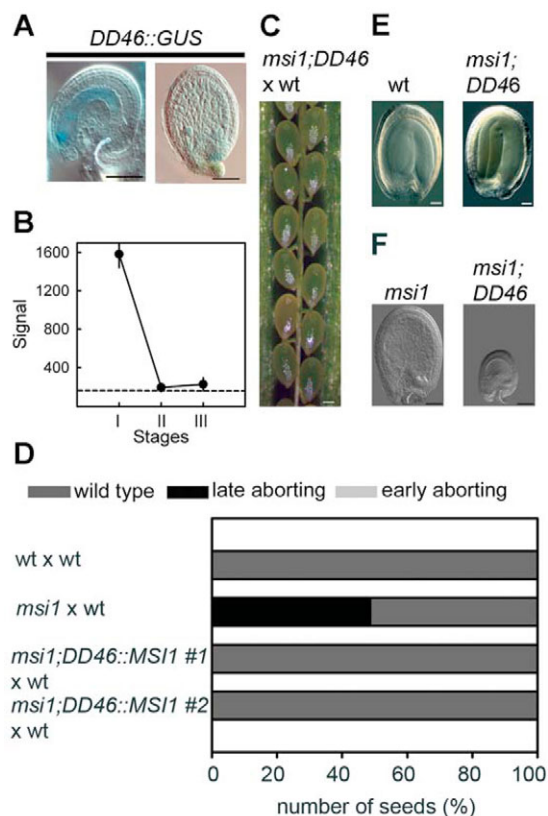 A
DD46::GUS
B
1600
1200
800
400
Signal
I II III
Stages
C
msi1;DD46
x wt
E
wt
msi1;
DD46
F
msi1
msi1;
DD46
D
wild type late aborting early aborting
wt x wt
msi1 x wt
msi1;DD46::MSI1 #1
x wt
msi1;DD46::MSI1 #2
x wt
0 20 40 60 80 100
number of seeds (%)